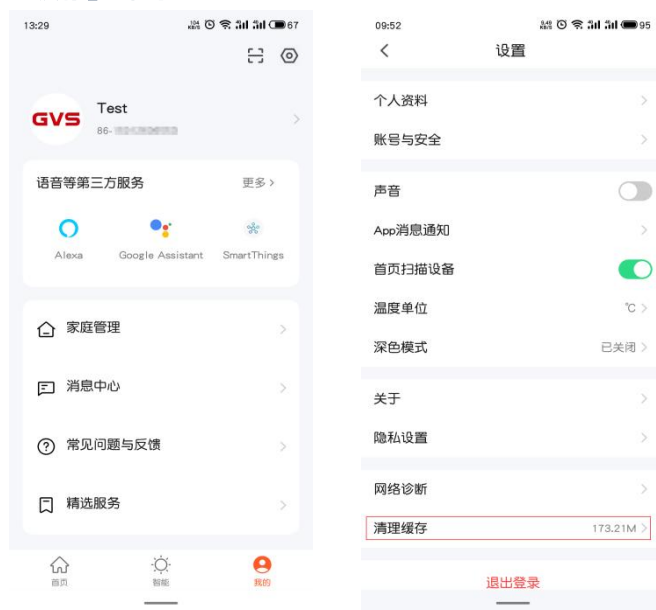 13:29
104 KB/S
67
GVS
Test
86-
语音等第三方服务
更多
Alexa
Google Assistant
SmartThings
家庭管理
消息中心
常见问题与反馈
精选服务
首页
智能
我的
09:52
KB/S
95
设置
个人资料
账号与安全
声音
App消息通知
首页扫描设备
温度单位
℃
深色模式
已关闭
关于
隐私设置
网络诊断
清理缓存
173.21M
退出登录